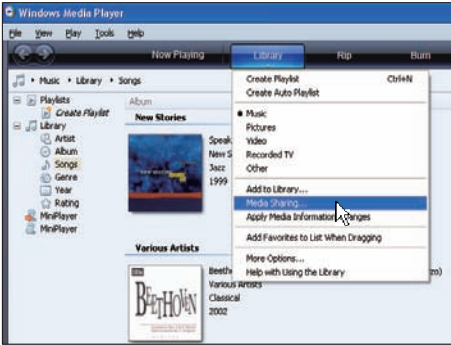 Windows Media Player
File View Play Tools Help
Now Playing Library Rip Burn
Music Library Songs
Create Playlist Ctrl+N
Create Auto Playlist
Music
Pictures
Video
Recorded TV
Other
Add to Library...
Media Sharing...
Apply Media Information Changes
Add Favorites to List When Dragging
More Options...
Help with Using the Library
Playlists
Create Playlist
Library
Artist
Album
Songs
Genre
Year
Rating
MiniPlayer
MiniPlayer
Album
New Stories
Speak
New S
Jazz
1999
Various Artists
BEETHOVEN
Beeth
zo)
Various Artists
Classical
2002